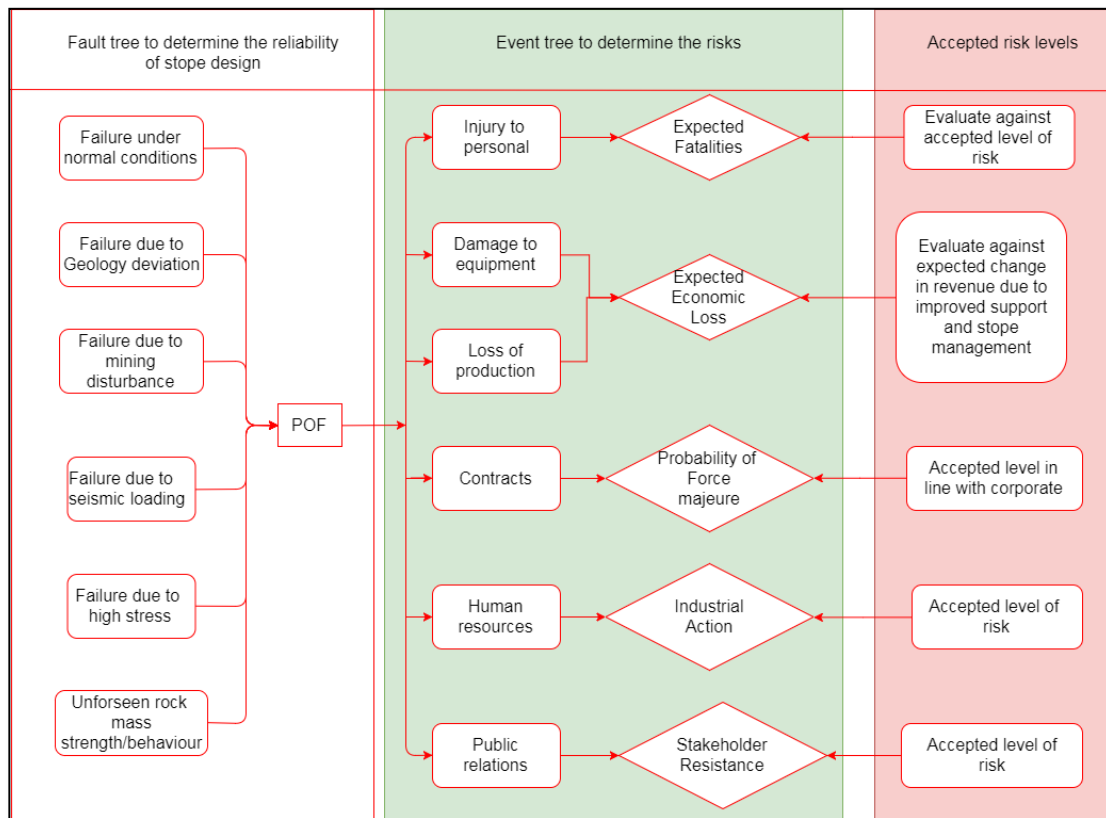 Fault tree to determine the reliability
of stope design
Event tree to determine the risks
Accepted risk levels
Failure under
normal conditions
Failure due to
Geology deviation
Failure due to
mining
disturbance
Failure due to
seismic loading
Failure due to
high stress
Unforseen rock
mass
strength/behaviour
POF
Injury to
personal
Damage to
equipment
Loss of
production
Contracts
Human
resources
Public
relations
Expected
Fatalities
Expected
Economic
Loss
Probability of
Force
majeure
Industrial
Action
Stakeholder
Resistance
Evaluate against
accepted level of
risk
Evaluate against
expected change
in revenue due to
improved support
and stope
management
Accepted level in
line with corporate
Accepted level of
risk
Accepted level of
risk